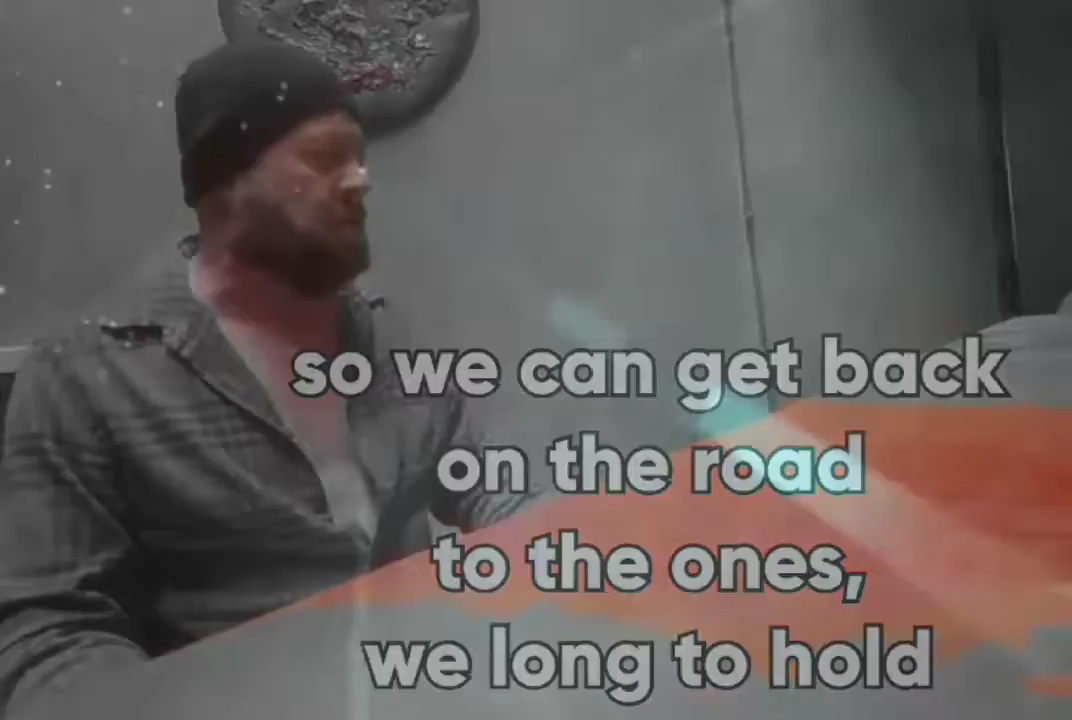 so we can get back
on the road
to the ones,
we long to hold